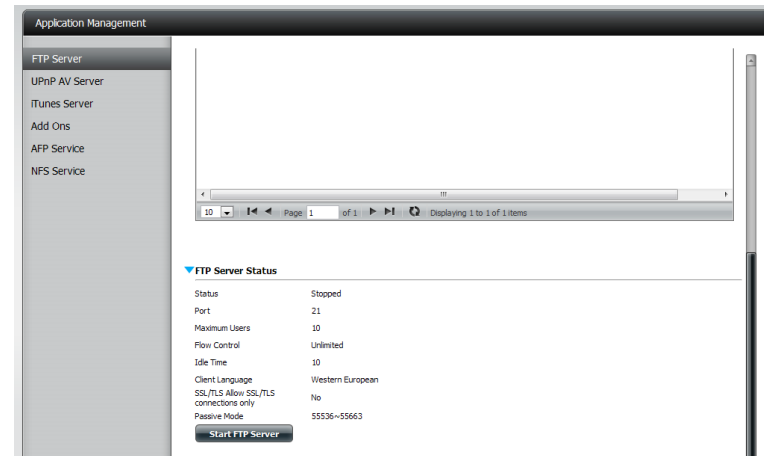 Application Management
FTP Server
UPnP AV Server
iTunes Server
Add Ons
AFP Service
NFS Service
10 Page 1 of 1 Displaying 1 to 1 of 1 items
FTP Server Status
Status Stopped
Port 21
Maximum Users 10
Flow Control Unlimited
Idle Time 10
Client Language Western European
SSL/TLS Allow SSL/TLS
connections only No
Passive Mode 55536~55663
Start FTP Server